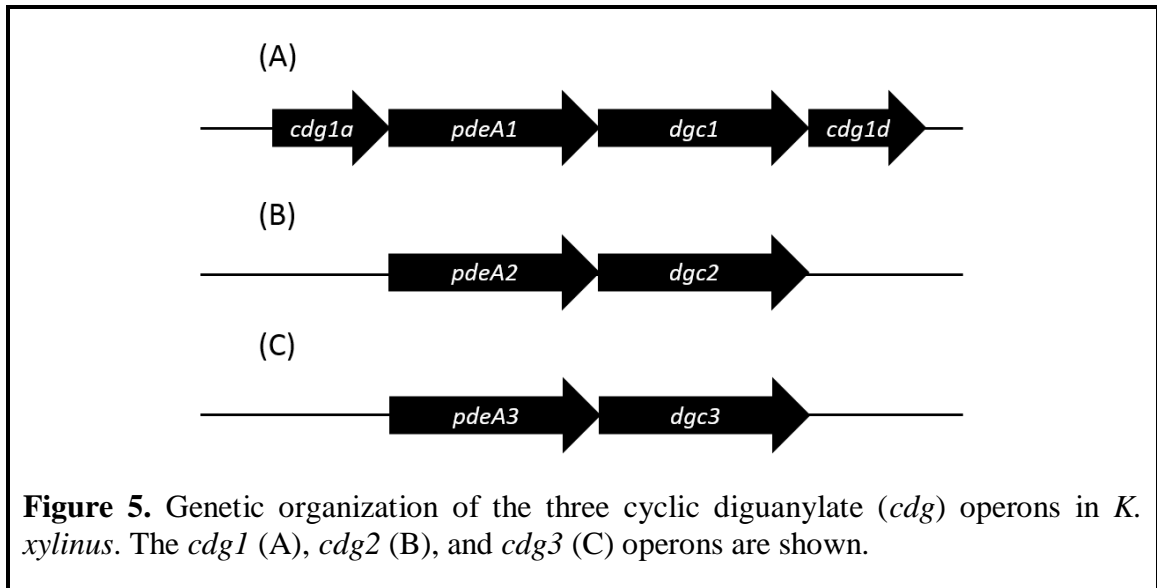 (A)
cdg1a pdeA1 dgc1 cdg1d
(B)
pdeA2 dgc2
(C)
pdeA3 dgc3
Figure 5. Genetic organization of the three cyclic diguanylate (cdg) operons in K.
xylinus. The cdg1 (A), cdg2 (B), and cdg3 (C) operons are shown.